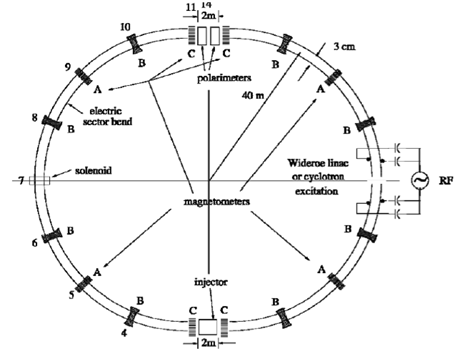 11 14
2m
10
B
C
C
B
3 cm
9
A
polarimeters
A
40 m
8
B
electric
sector bend
B
7
solenoid
Wideroe linac
or cyclotron
excitation
RF
magnetometers
6
B
B
A
A
5
injector
B
C
C
B
4
2m